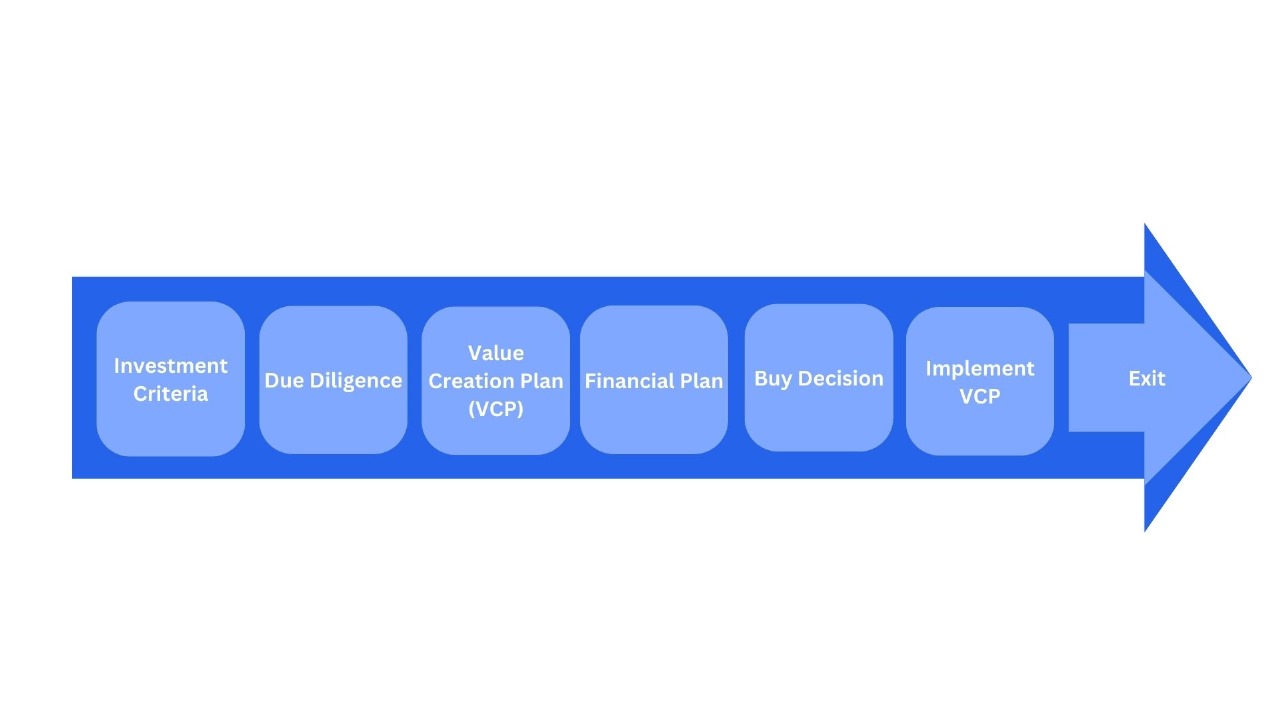 Investment
Criteria
Due Diligence
Value
Creation Plan
(VCP)
Financial Plan
Buy Decision
Implement
VCP
Exit